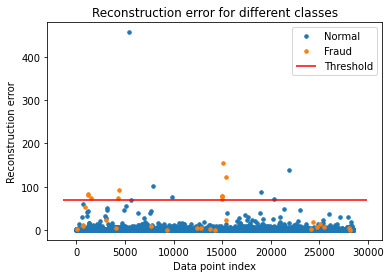 Reconstruction error for different classes
Normal
Fraud
Threshold
Reconstruction error
400
300
200
100
0
0
5000
10000
15000
20000
25000
30000
Data point index